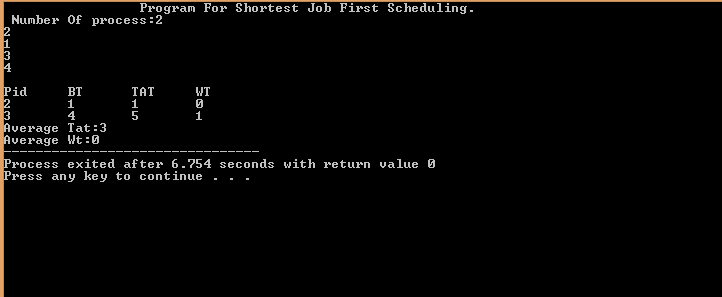 Program For Shortest Job First Scheduling.
Number Of process:2
2
1
3
4
Pid BT TAT WT
2 1 1 0
3 4 5 1
Average Tat:3
Average Wt:0
--------------------------------
Process exited after 6.754 seconds with return value 0
Press any key to continue . . .